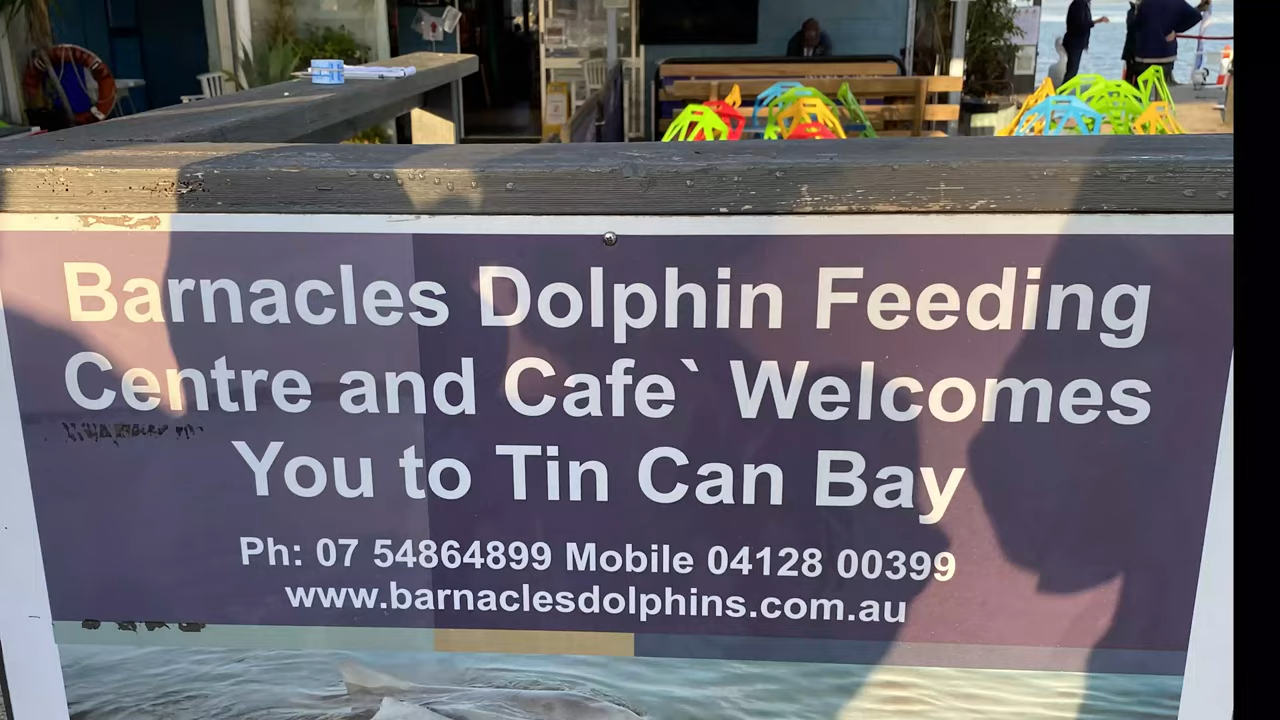 Barnacles Dolphin Feeding
Centre and Cafe` Welcomes
You to Tin Can Bay
Ph: 07 54864899 Mobile 04128 00399
www.barnaclesdolphins.com.au